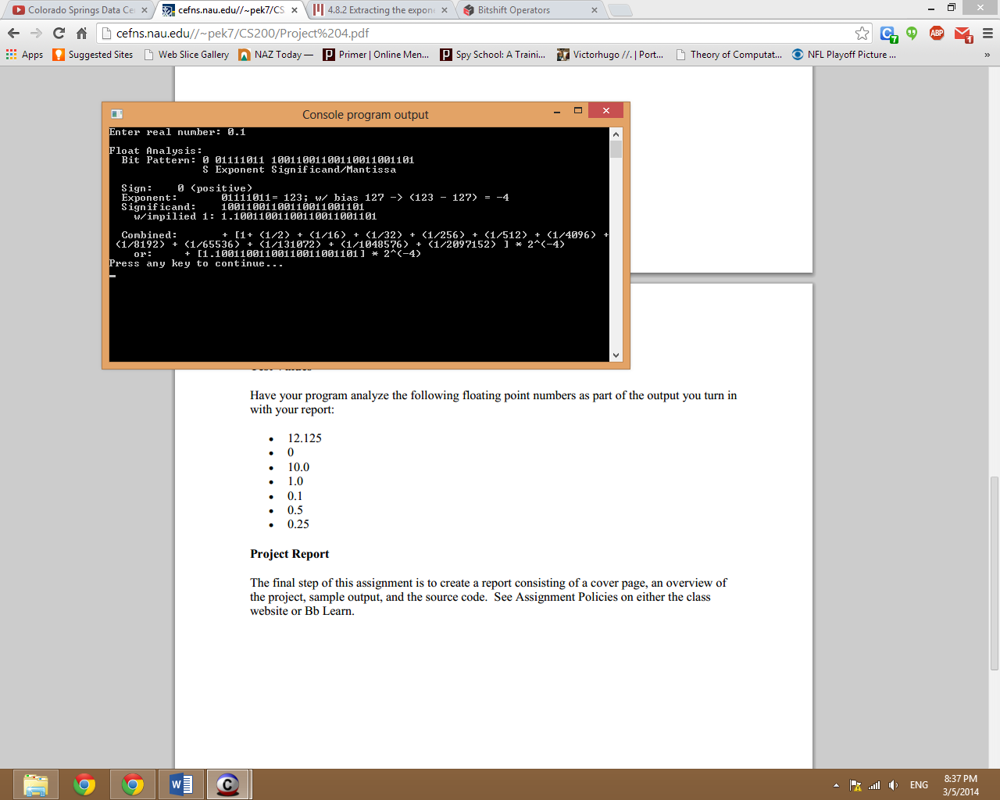 Colorado Springs Data Ce
cefns.nau.edu//~pek7/CS
4.8.2 Extracting the expon
Bitshift Operators
cefns.nau.edu//~pek7/CS200/Project%204.pdf
7
ABP
1
Apps
Suggested Sites
Web Slice Gallery
NAZ Today —
Primer | Online Men...
Spy School: A Traini...
Victorhugo //. | Port...
Theory of Computat...
NFL Playoff Picture ...
»
Console program output
Enter real number: 0.1
Float Analysis:
Bit Pattern: 0 01111011 10011001100110011001101
S Exponent Significand/Mantissa
Sign: 0 (positive)
Exponent: 01111011= 123; w/ bias 127 -> (123 - 127) = -4
Significand: 10011001100110011001101
w/impilied 1: 1.10011001100110011001101
Combined: + [1+ (1/2) + (1/16) + (1/32) + (1/256) + (1/512) + (1/4096) +
(1/8192) + (1/65536) + (1/131072) + (1/1048576) + (1/2097152) ] * 2^(-4)
or: + [1.10011001100110011001101] * 2^(-4)
Press any key to continue...
Have your program analyze the following floating point numbers as part of the output you turn in
with your report:
• 12.125
• 0
• 10.0
• 1.0
• 0.1
• 0.5
• 0.25
Project Report
The final step of this assignment is to create a report consisting of a cover page, an overview of
the project, sample output, and the source code. See Assignment Policies on either the class
website or Bb Learn.
ENG
8:37 PM
3/5/2014